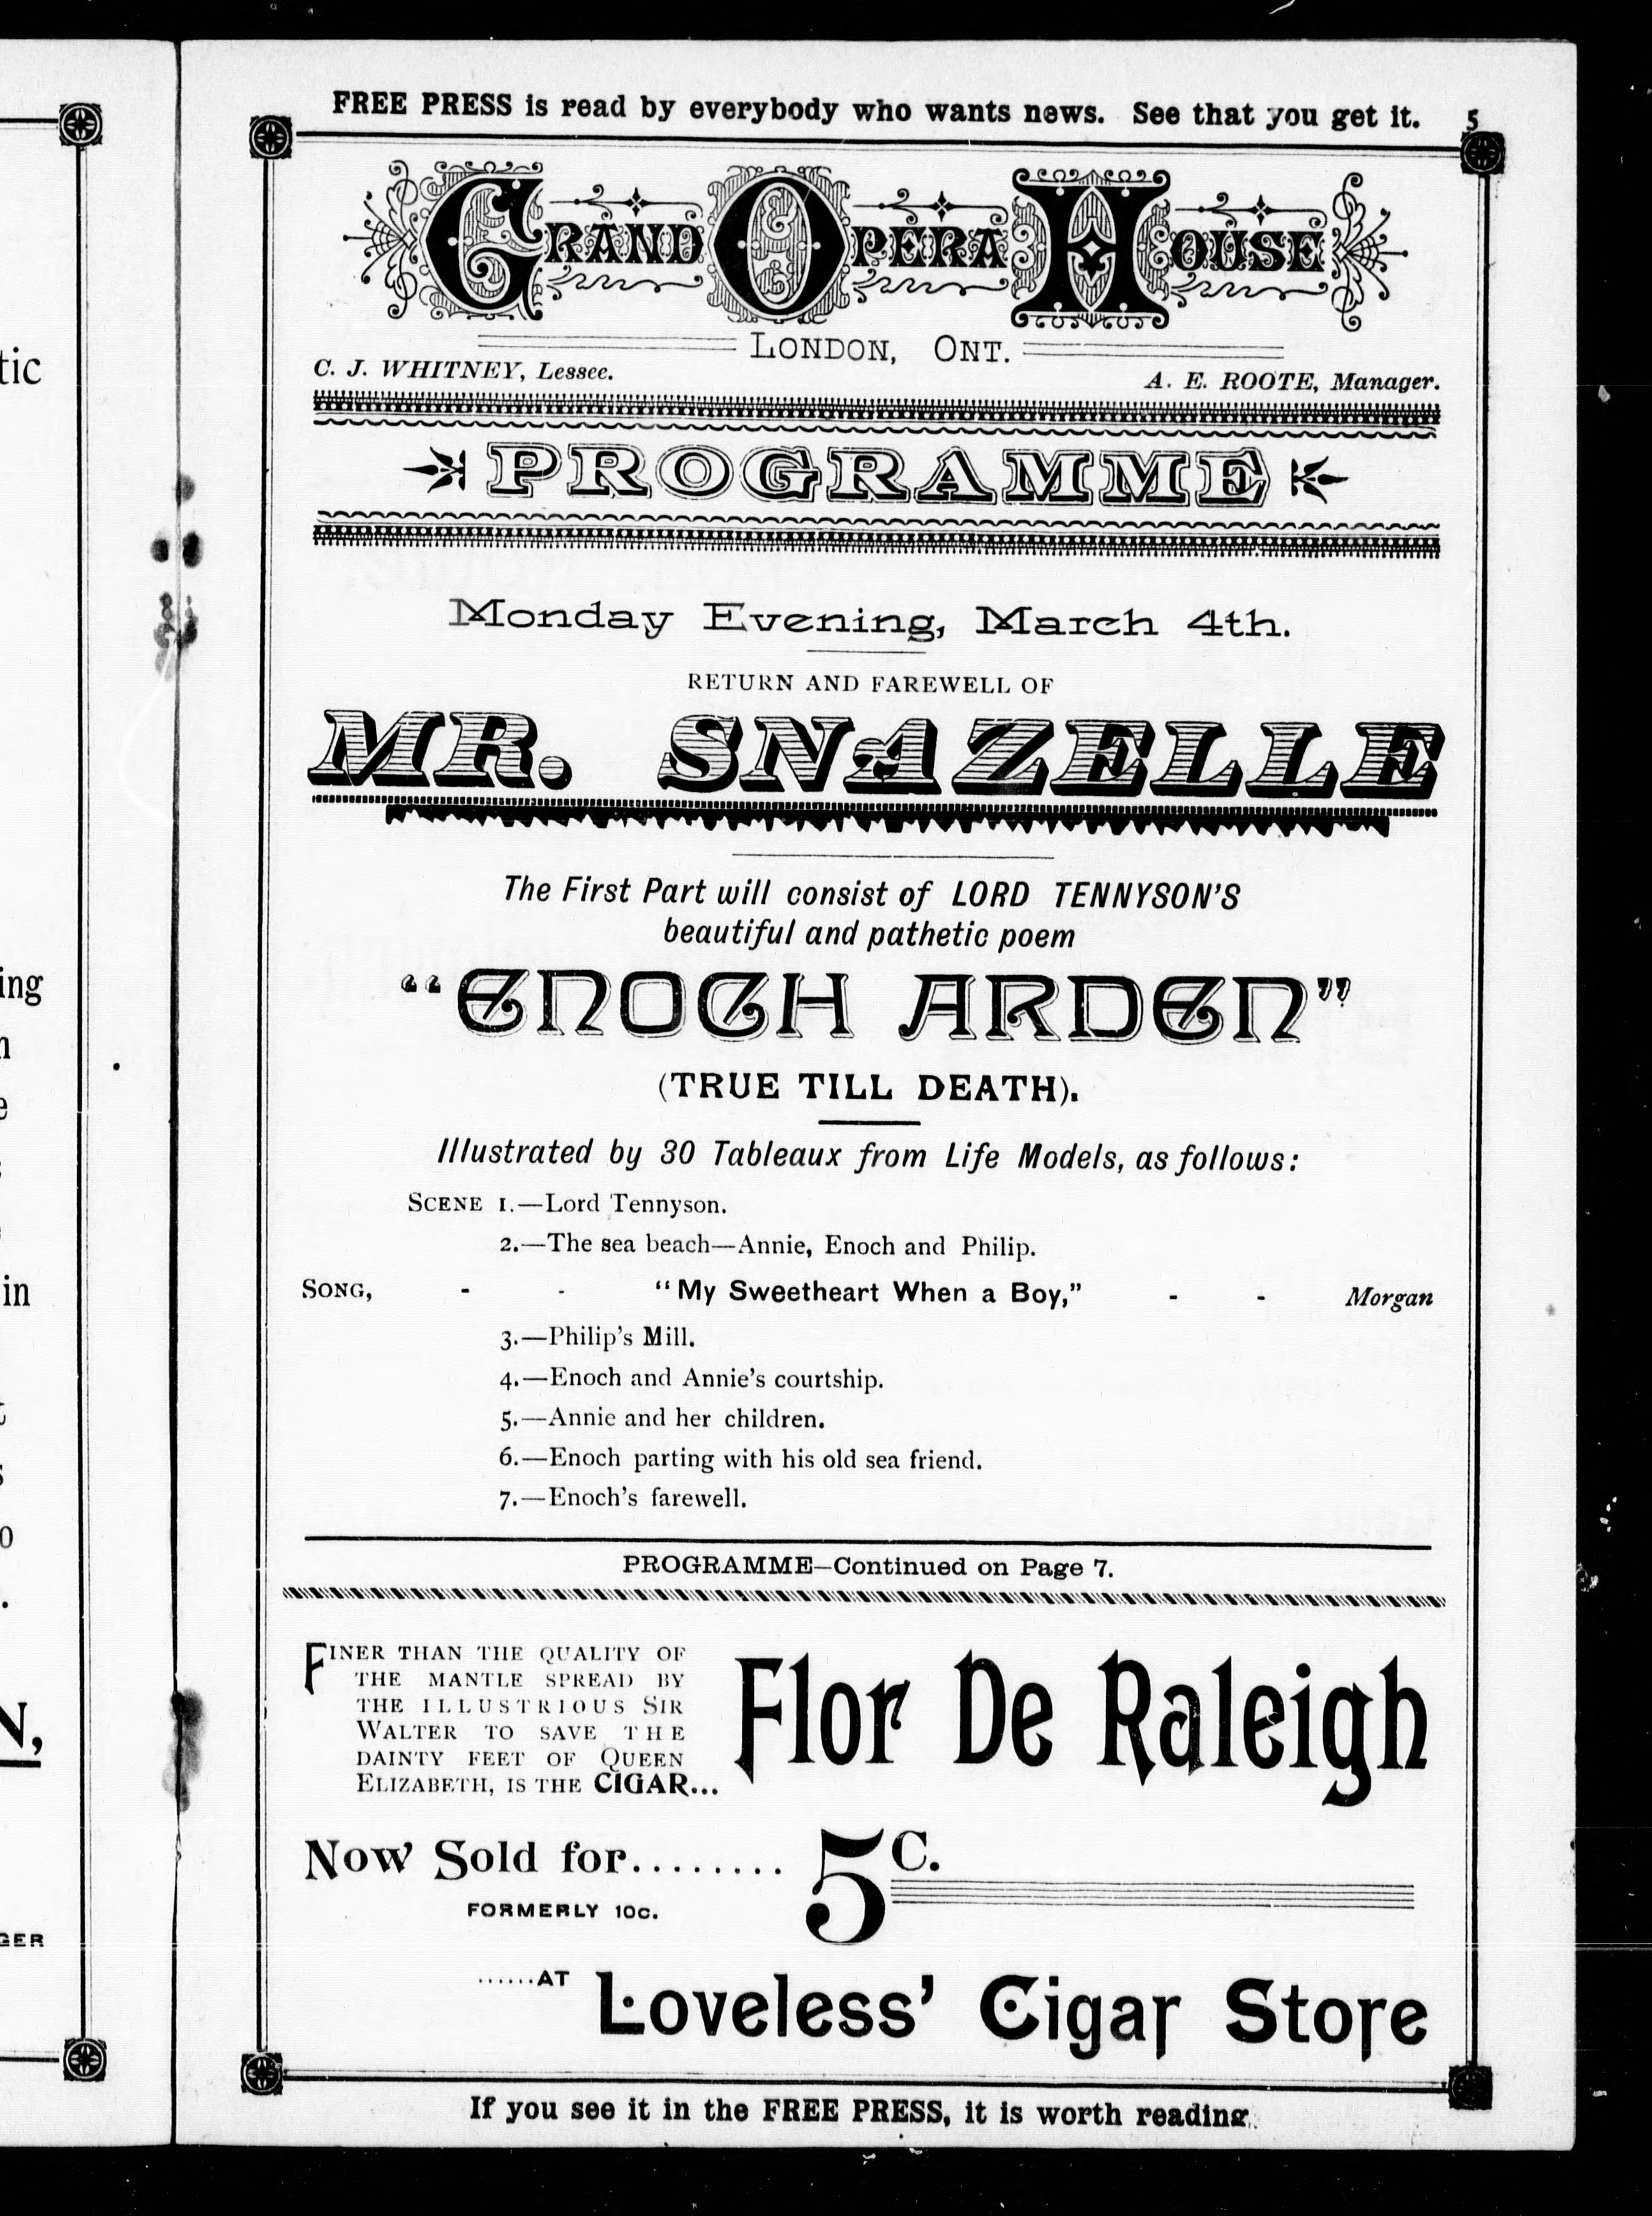 FREE PRESS is read by everybody who wants news. See that you get it. 5
GRAND OPERA HOUSE
LONDON, ONT.
C. J. WHITNEY, Lessee.
A. E. ROOTE, Manager.
PROGRAMME
Monday Evening, March 4th.
RETURN AND FAREWELL OF
MR. SNAZELLE
The First Part will consist of LORD TENNYSON'S
beautiful and pathetic poem
"ENOCH ARDEN"
(TRUE TILL DEATH).
Illustrated by 30 Tableaux from Life Models, as follows:
SCENE 1.—Lord Tennyson.
2.—The sea beach—Annie, Enoch and Philip.
SONG, - - "My Sweetheart When a Boy," - - Morgan
3.—Philip's Mill.
4.—Enoch and Annie's courtship.
5.—Annie and her children.
6.—Enoch parting with his old sea friend.
7.—Enoch's farewell.
PROGRAMME—Continued on Page 7.
FINER THAN THE QUALITY OF
THE MANTLE SPREAD BY
THE ILLUSTRIOUS SIR
WALTER TO SAVE THE
DAINTY FEET OF QUEEN
ELIZABETH, IS THE CIGAR...
Flor De Raleigh
Now Sold for........ 5c.
FORMERLY 10c.
......AT Loveless' Cigar Store
If you see it in the FREE PRESS, it is worth reading.